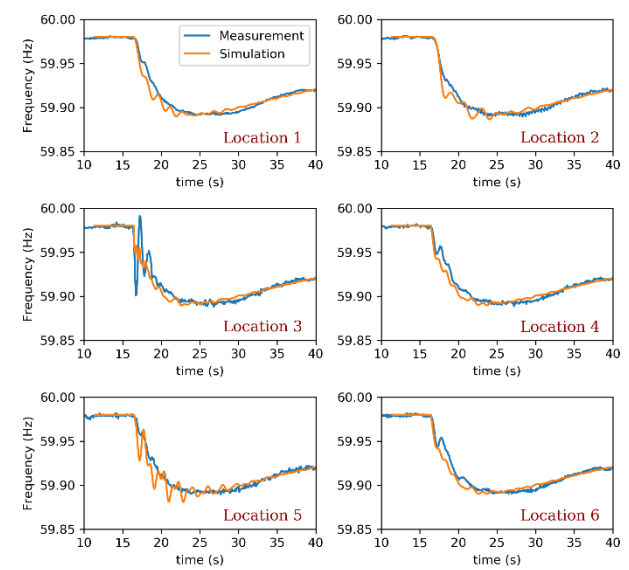 60.00
59.95
59.90
59.85
Frequency (Hz)
Measurement
Simulation
Location 1
10 15 20 25 30 35 40
time (s)
60.00
59.95
59.90
59.85
Location 2
10 15 20 25 30 35 40
time (s)
60.00
59.95
59.90
59.85
Frequency (Hz)
Location 3
10 15 20 25 30 35 40
time (s)
60.00
59.95
59.90
59.85
Location 4
10 15 20 25 30 35 40
time (s)
60.00
59.95
59.90
59.85
Frequency (Hz)
Location 5
10 15 20 25 30 35 40
time (s)
60.00
59.95
59.90
59.85
Location 6
10 15 20 25 30 35 40
time (s)